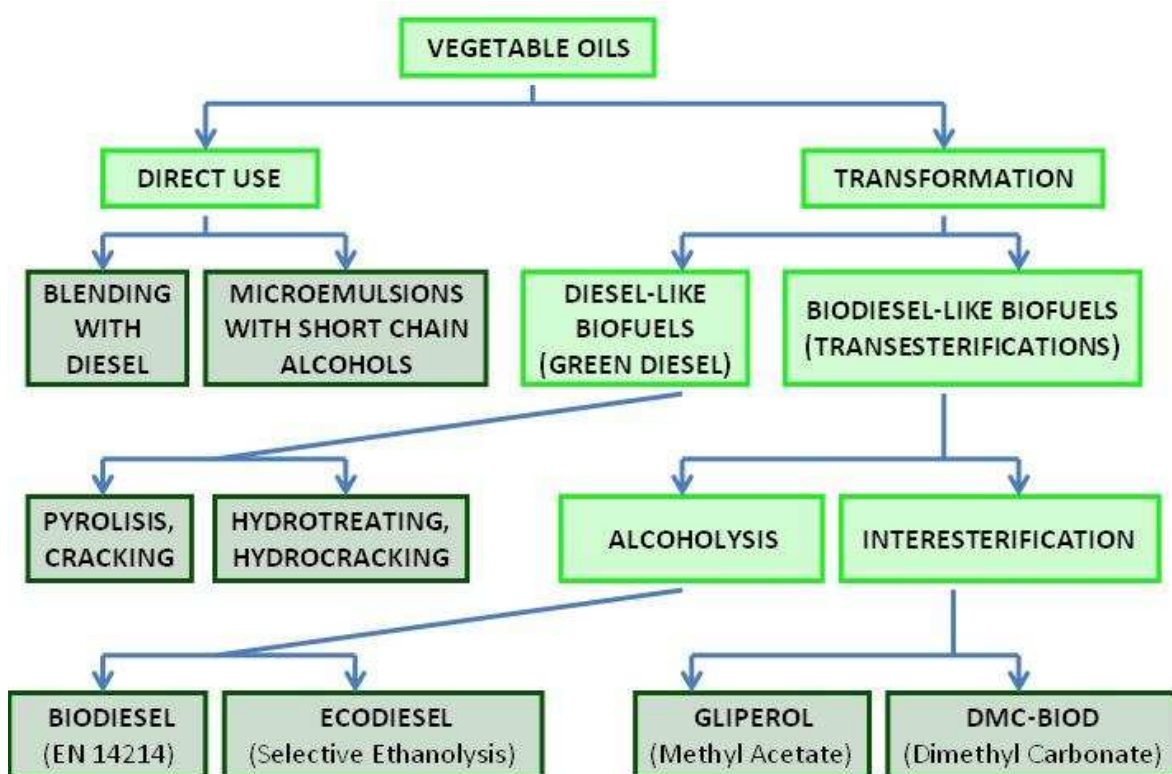 VEGETABLE OILS
DIRECT USE
TRANSFORMATION
BLENDING
WITH
DIESEL
MICROEMULSIONS
WITH SHORT CHAIN
ALCOHOLS
DIESEL-LIKE
BIOFUELS
(GREEN DIESEL)
BIODIESEL-LIKE BIOFUELS
(TRANSESTERIFICATIONS)
PYROLISIS,
CRACKING
HYDROTREATING,
HYDROCRACKING
ALCOHOLYSIS
INTERESTERIFICATION
BIODIESEL
(EN 14214)
ECODIESEL
(Selective Ethanolysis)
GLIPEROL
(Methyl Acetate)
DMC-BIOD
(Dimethyl Carbonate)